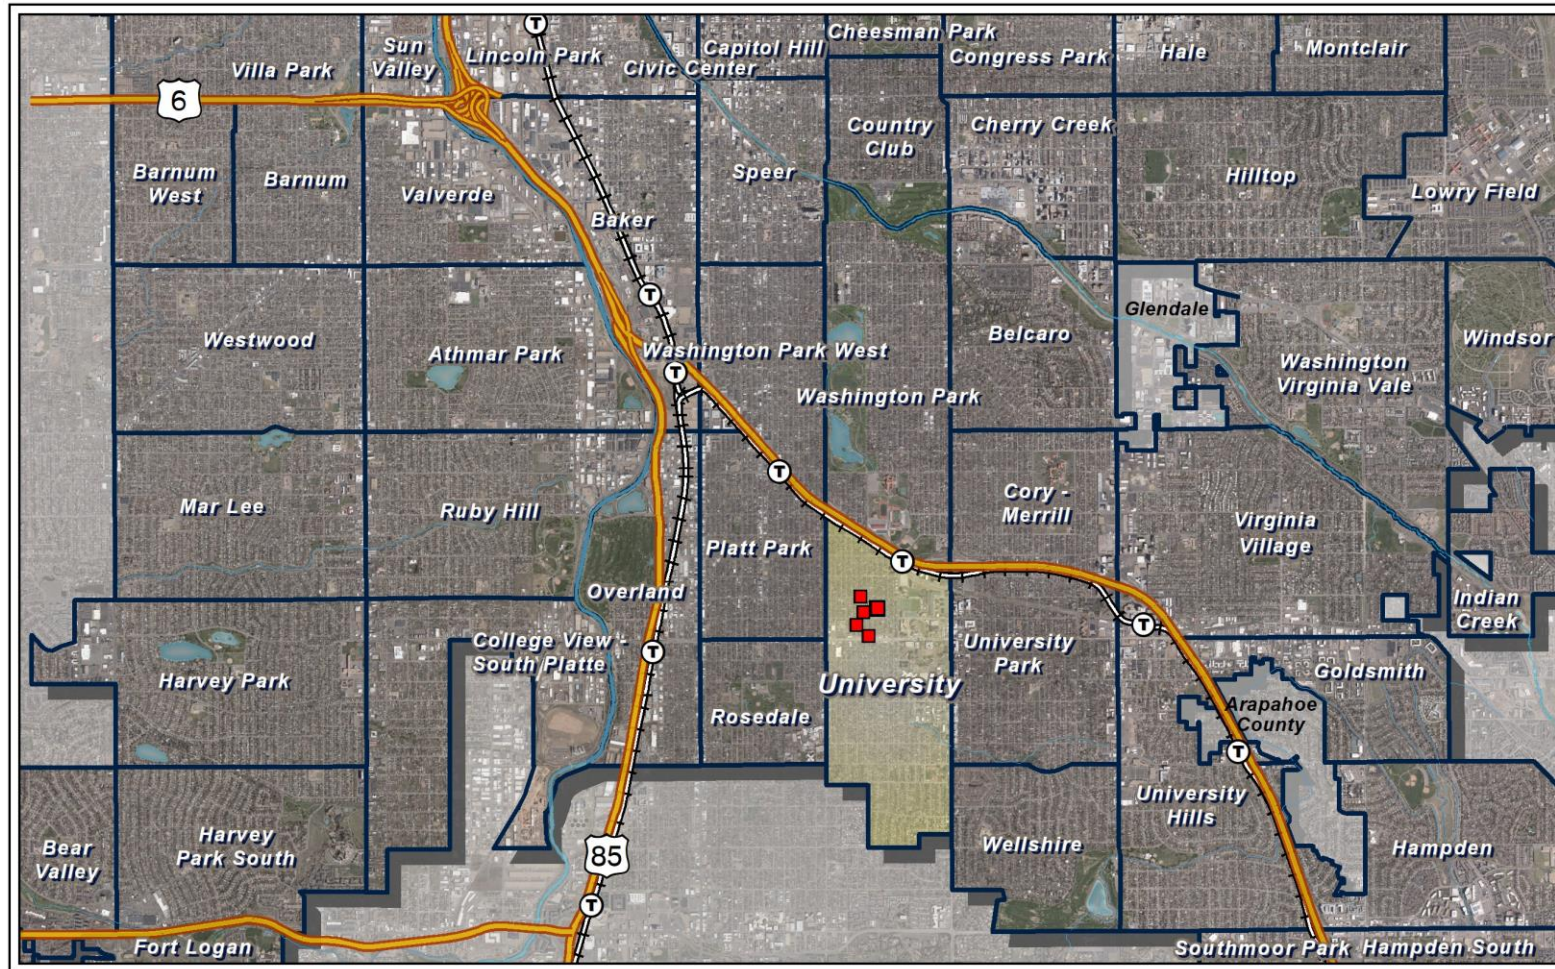 Cheesman Park
Sun
Valley
Lincoln Park
Capitol Hill
Congress Park
Hale
Montclair
Villa Park
Civic Center
6
Barnum
West
Barnum
Valverde
Baker
Speer
Country
Club
Cherry Creek
Hilltop
Lowry Field
Westwood
Athmar Park
Washington Park West
Washington Park
Belcaro
Glendale
Washington
Virginia Vale
Windsor
Mar Lee
Ruby Hill
Overland
Platt Park
Cory -
Merrill
Virginia
Village
Indian
Creek
Harvey Park
College View -
South Platte
Rosedale
University
University
Park
Goldsmith
Arapahoe
County
Bear
Valley
Harvey
Park South
85
Wellshire
University
Hills
Hampden
Fort Logan
Southmoor Park
Hampden South
T
T
T
T
T
T
T
T
T